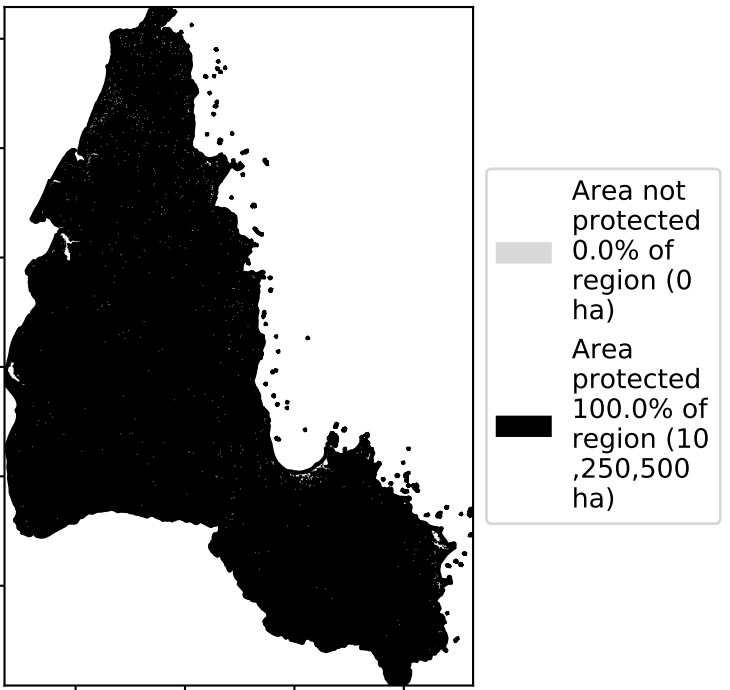 Area not
protected
0.0% of
region (0
ha)
Area
protected
100.0% of
region (10
,250,500
ha)